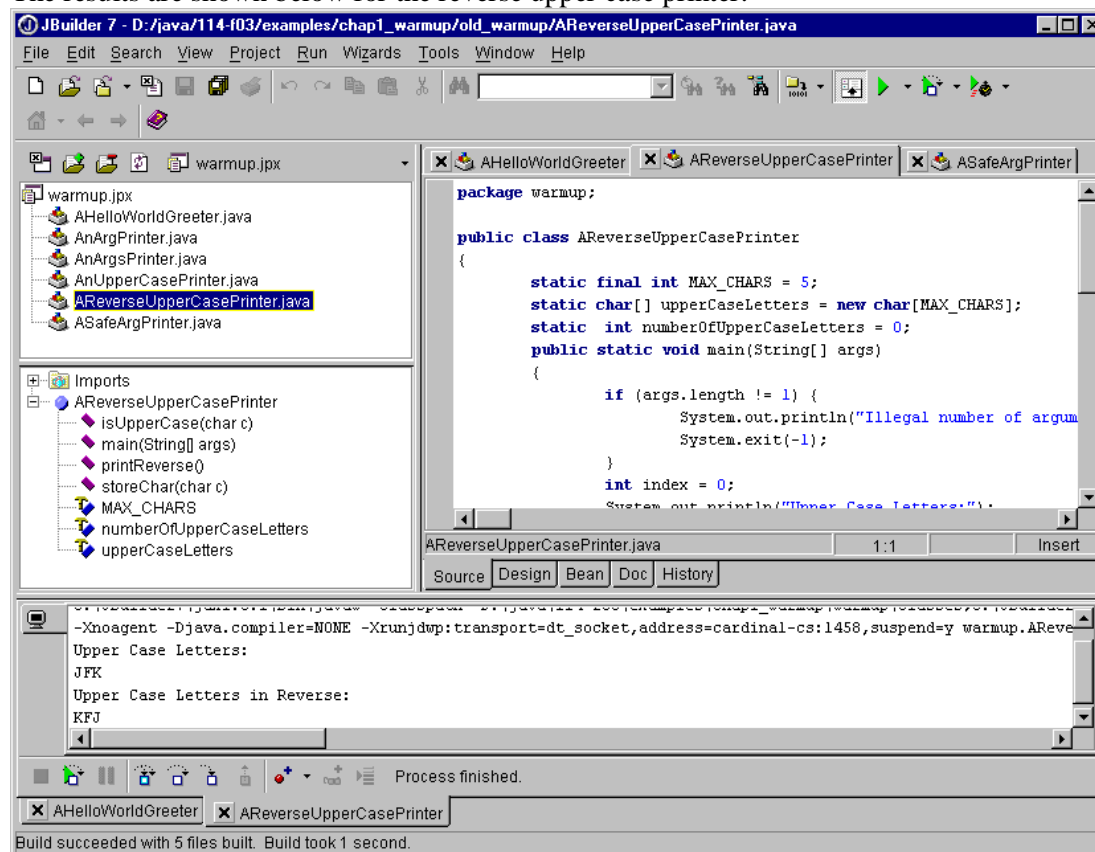 The results are shown below for the reverse upper case printer:
JBuilder 7 - D:/java/114-f03/examples/chap1_warmup/old_warmup/AReverseUpperCasePrinter.java
File Edit Search View Project Run Wizards Tools Window Help
warmup.jpx
warmup.jpx
AHelloWorldGreeter.java
AnArgPrinter.java
AnArgsPrinter.java
AnUpperCasePrinter.java
AReverseUpperCasePrinter.java
ASafeArgPrinter.java
Imports
AReverseUpperCasePrinter
isUpperCase(char c)
main(String[] args)
printReverse()
storeChar(char c)
MAX_CHARS
numberOfUpperCaseLetters
upperCaseLetters
AHelloWorldGreeter AReverseUpperCasePrinter ASafeArgPrinter
package warmup;
public class AReverseUpperCasePrinter
{
static final int MAX_CHARS = 5;
static char[] upperCaseLetters = new char[MAX_CHARS];
static int numberOfUpperCaseLetters = 0;
public static void main(String[] args)
{
if (args.length != 1) {
System.out.println("Illegal number of argum
System.exit(-1);
}
int index = 0;
System.out.println("Upper Case Letters:");
AReverseUpperCasePrinter.java 1:1 Insert
Source Design Bean Doc History
-Xnoagent -Djava.compiler=NONE -Xrunjdwp:transport=dt_socket,address=cardinal-cs:1458,suspend=y warmup.AReve
Upper Case Letters:
JFK
Upper Case Letters in Reverse:
KFJ
Process finished.
AHelloWorldGreeter AReverseUpperCasePrinter
Build succeeded with 5 files built. Build took 1 second.